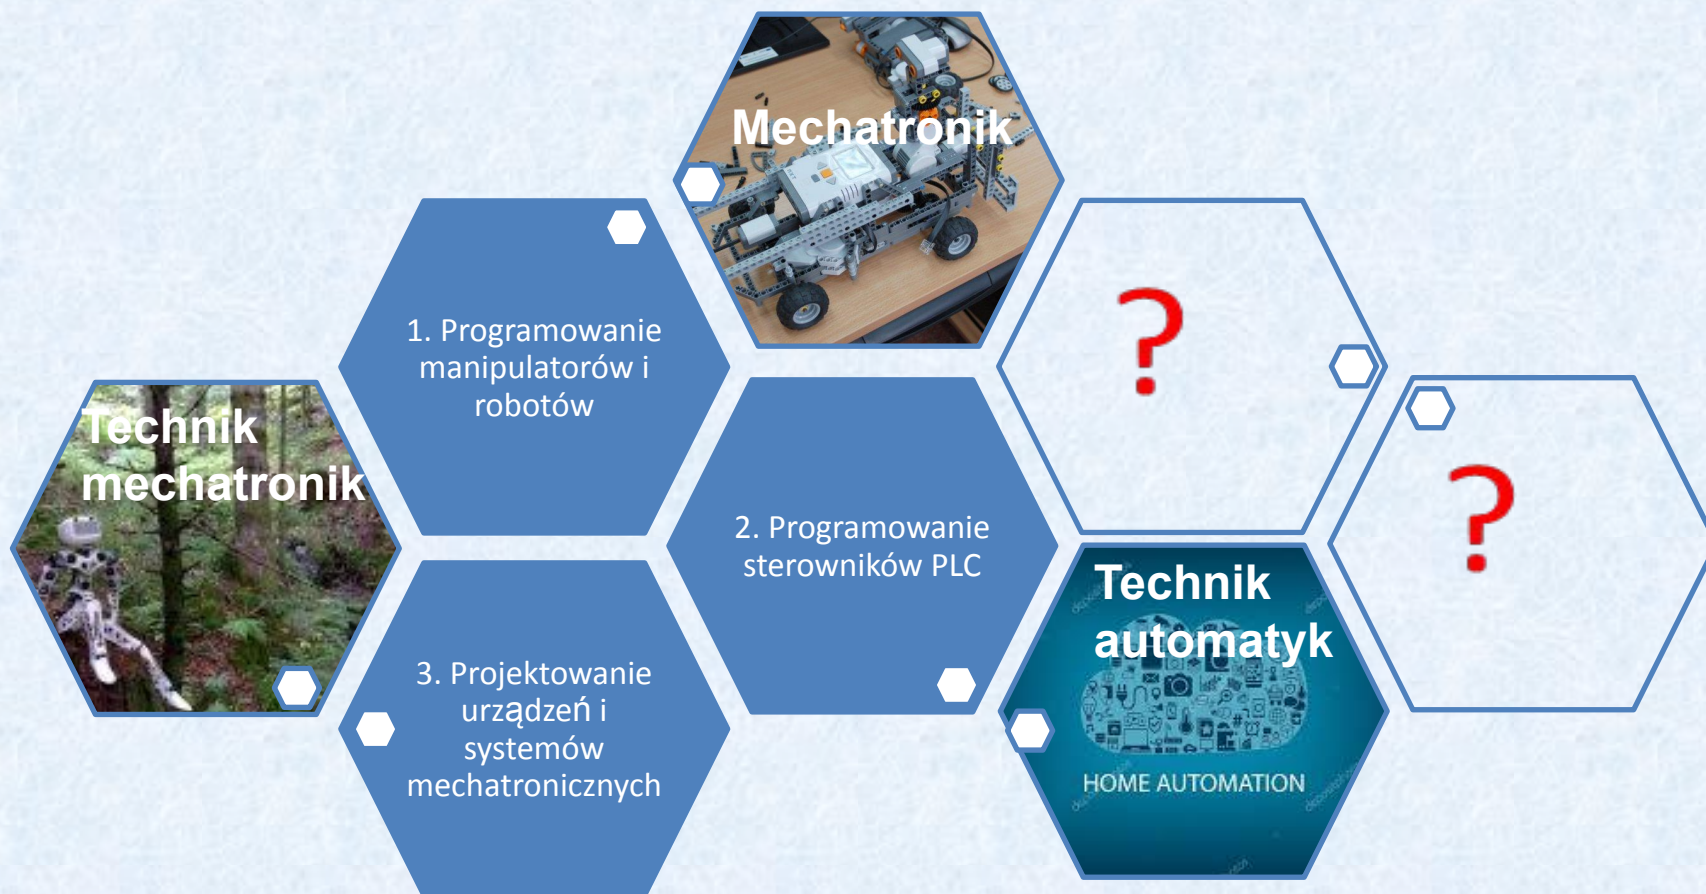 Mechatronik
1. Programowanie
manipulatorów i
robotów
?
Technik
mechatronik
?
2. Programowanie
sterowników PLC
Technik
automatyk
3. Projektowanie
urządzeń i
systemów
mechatronicznych
HOME AUTOMATION